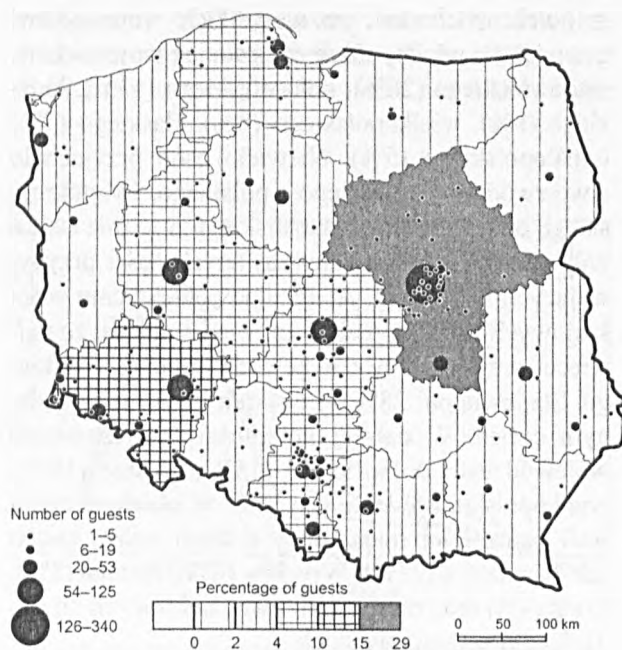 Number of guests
1–5
6–19
20–53
54–125
126–340
Percentage of guests
0 2 4 10 15 29
0 100 km